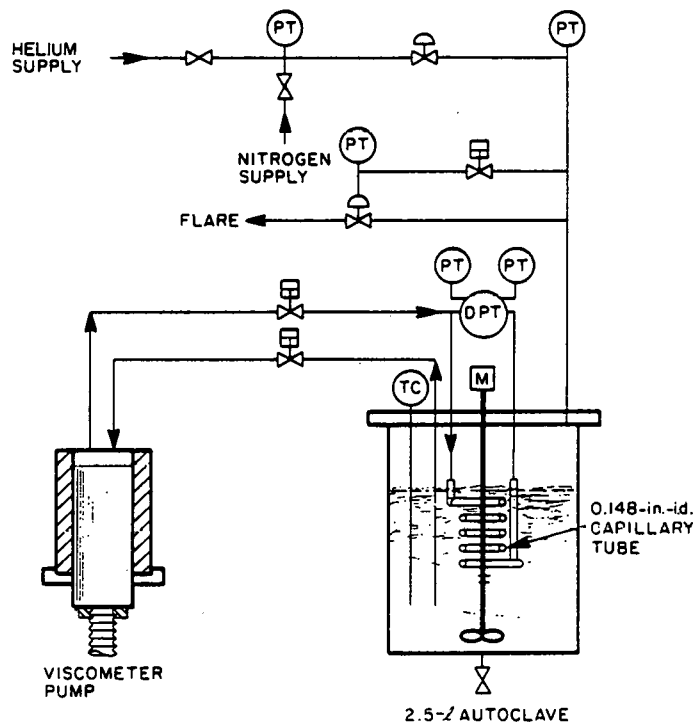 PT
PT
HELIUM
SUPPLY
NITROGEN
SUPPLY
PT
FLARE
PT
PT
DPT
TC
M
0.148-in.-i.d.
CAPILLARY
TUBE
VISCOMETER
PUMP
2.5-ℓ AUTOCLAVE